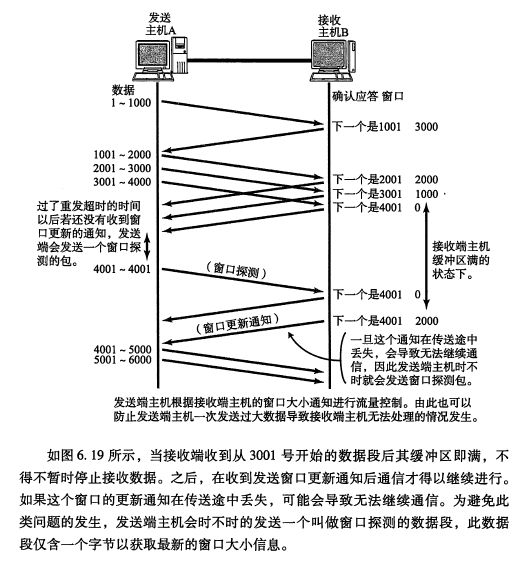 发送
主机A
接收
主机B
数据
确认应答 窗口
1~1000
下一个是1001 3000
1001~2000
2001~3000
3001~4000
下一个是2001 2000
下一个是3001 1000
下一个是4001 0
过了重发超时的时间
以后若还没有收到窗
口更新的通知，发送
端会发送一个窗口探
测的包。
接收端主机
缓冲区满的
状态下。
4001~4001
（窗口探测）
下一个是4001 0
（窗口更新通知）
下一个是4001 2000
4001~5000
5001~6000
一旦这个通知在传送途中
丢失，会导致无法继续通
信，因此发送端主机时不
时就会发送窗口探测包。
发送端主机根据接收端主机的窗口大小通知进行流量控制。由此也可以
防止发送端主机一次发送过大数据导致接收端主机无法处理的情况发生。
如图6.19所示，当接收端收到从3001号开始的数据段后其缓冲区即满，不
得不暂时停止接收数据。之后，在收到发送窗口更新通知后通信才得以继续进行。
如果这个窗口的更新通知在传送途中丢失，可能会导致无法继续通信。为避免此
类问题的发生，发送端主机会时不时的发送一个叫做窗口探测的数据段，此数据
段仅含一个字节以获取最新的窗口大小信息。